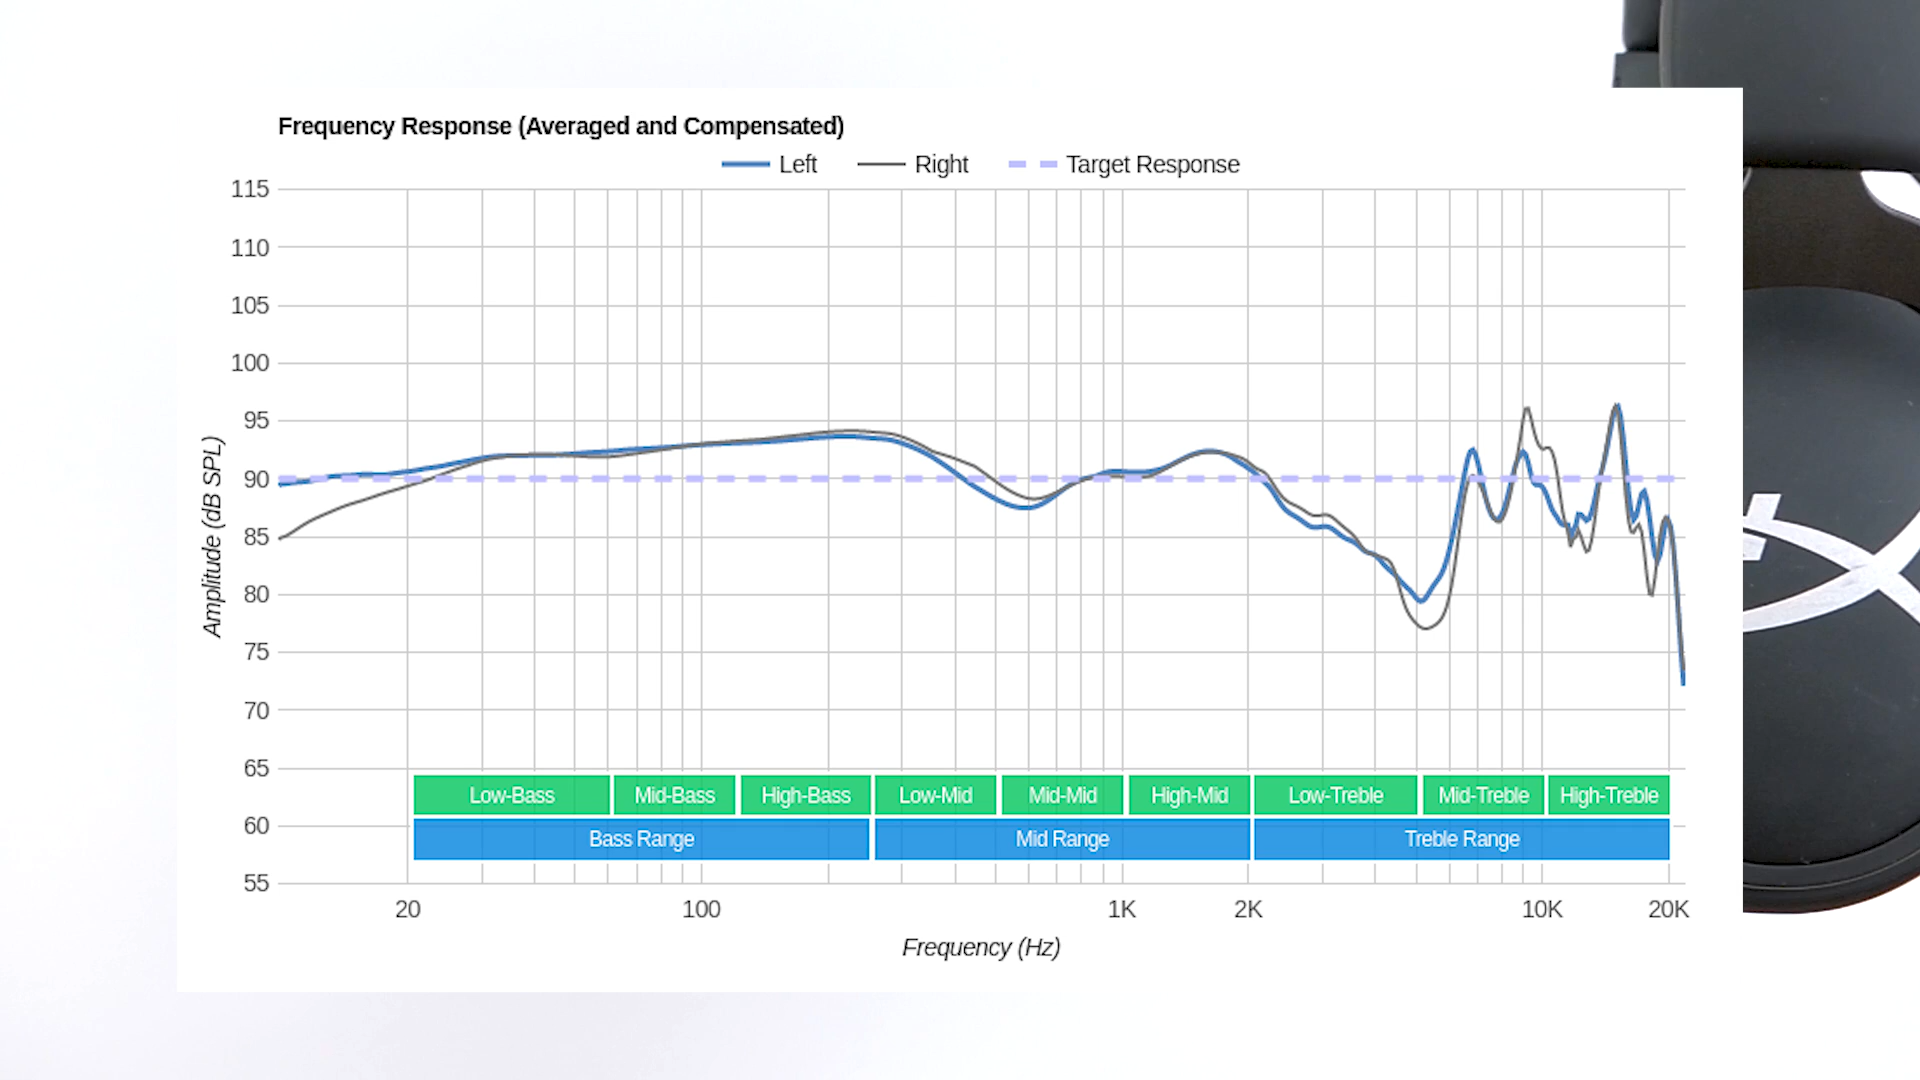 Frequency Response (Averaged and Compensated)
Left Right Target Response
115
110
105
100
95
90
85
80
75
70
65
60
55
Amplitude (dB SPL)
Low-Bass Mid-Bass High-Bass Low-Mid Mid-Mid High-Mid Low-Treble Mid-Treble High-Treble
Bass Range Mid Range Treble Range
20 100 1K 2K 10K 20K
Frequency (Hz)